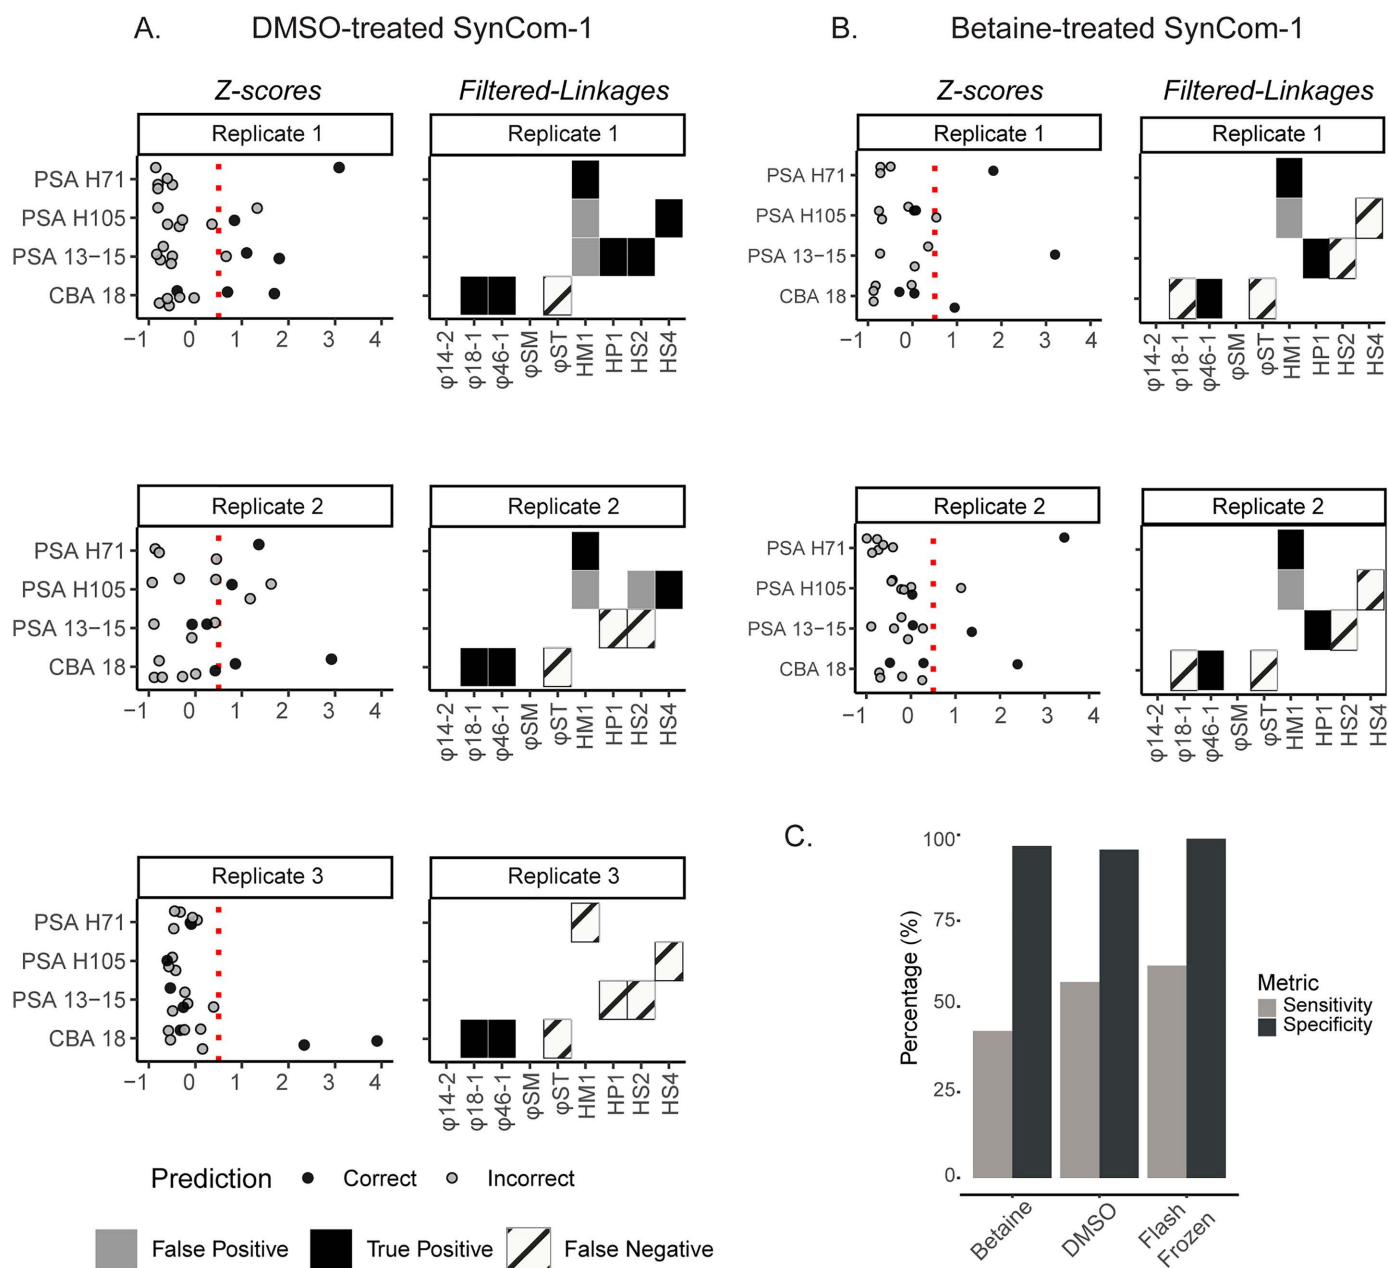 A. DMSO-treated SynCom-1
Z-scores Filtered-Linkages
Replicate 1 Replicate 1
PSA H71
PSA H105
PSA 13−15
CBA 18
−1 0 1 2 3 4
φ14-2 φ18-1 φ46-1 φSM φST HM1 HP1 HS2 HS4
Replicate 2 Replicate 2
PSA H71
PSA H105
PSA 13−15
CBA 18
−1 0 1 2 3 4
φ14-2 φ18-1 φ46-1 φSM φST HM1 HP1 HS2 HS4
Replicate 3 Replicate 3
PSA H71
PSA H105
PSA 13−15
CBA 18
−1 0 1 2 3 4
φ14-2 φ18-1 φ46-1 φSM φST HM1 HP1 HS2 HS4
Prediction Correct Incorrect
False Positive True Positive False Negative
B. Betaine-treated SynCom-1
Z-scores Filtered-Linkages
Replicate 1 Replicate 1
PSA H71
PSA H105
PSA 13−15
CBA 18
−1 0 1 2 3 4
φ14-2 φ18-1 φ46-1 φSM φST HM1 HP1 HS2 HS4
Replicate 2 Replicate 2
PSA H71
PSA H105
PSA 13−15
CBA 18
−1 0 1 2 3 4
φ14-2 φ18-1 φ46-1 φSM φST HM1 HP1 HS2 HS4
C.
Percentage (%)
100
75
50
25
0
Betaine DMSO Flash
Frozen
Metric
Sensitivity
Specificity